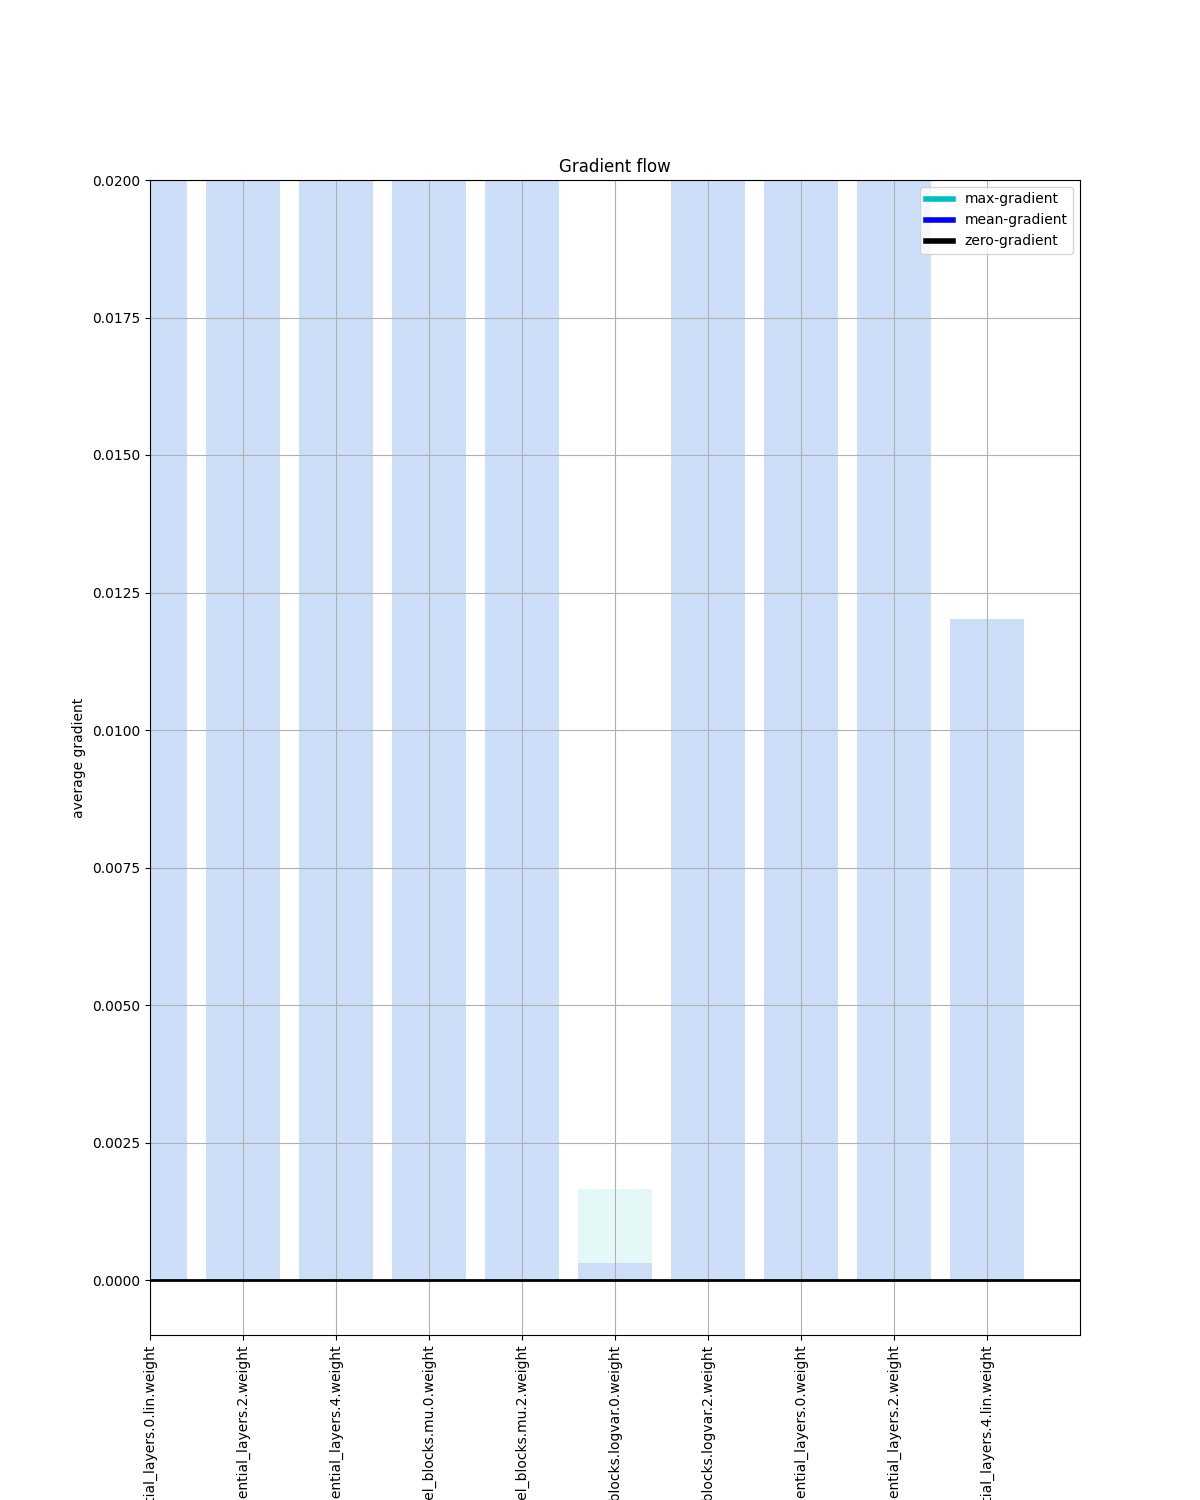 Gradient flow
max-gradient
mean-gradient
zero-gradient
average gradient
0.0200
0.0175
0.0150
0.0125
0.0100
0.0075
0.0050
0.0025
0.0000
tial_layers.0.lin.weight
ential_layers.2.weight
ential_layers.4.weight
el_blocks.mu.0.weight
el_blocks.mu.2.weight
blocks.logvar.0.weight
blocks.logvar.2.weight
ential_layers.0.weight
ential_layers.2.weight
tial_layers.4.lin.weight